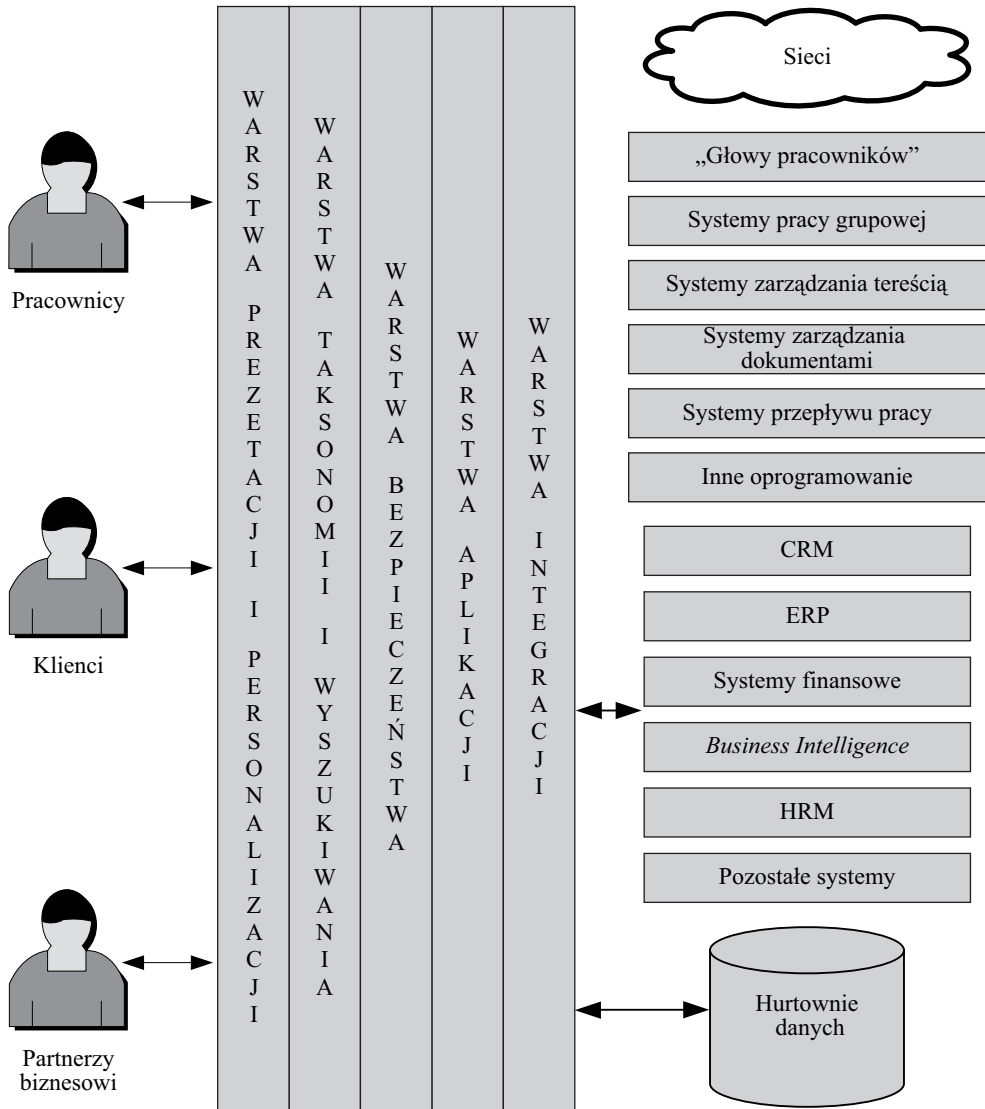 Pracownicy
Klienci
Partnerzy
biznesowi
WARSTWA PREZETACJI I PERSONALIZACJI
WARSTWA TAKSONOMII I WYSZUKIWANIA
WARSTWA BEZPIECZEŃSTWA
WARSTWA APLIKACJI
WARSTWA INTEGRACJI
Sieci
„Głowy pracowników”
Systemy pracy grupowej
Systemy zarządzania tereścią
Systemy zarządzania
dokumentami
Systemy przepływu pracy
Inne oprogramowanie
CRM
ERP
Systemy finansowe
Business Intelligence
HRM
Pozostałe systemy
Hurtownie
danych